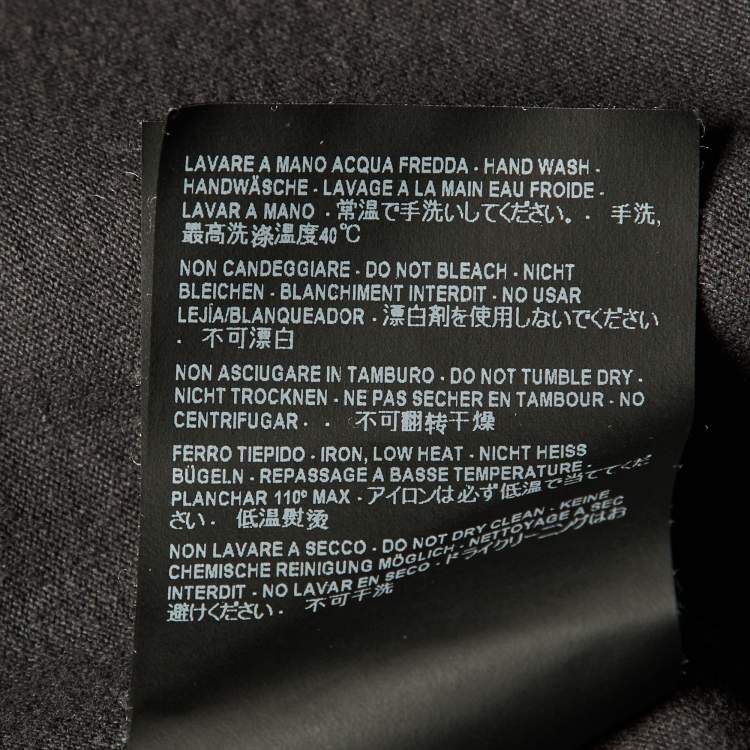 LAVARE A MANO ACQUA FREDDA - HAND WASH -
HANDWÄSCHE - LAVAGE A LA MAIN EAU FROIDE -
LAVAR A MANO - 常温で手洗いしてください。 - 手洗,
最高洗涤温度40℃
NON CANDEGGIARE - DO NOT BLEACH - NICHT
BLEICHEN - BLANCHIMENT INTERDIT - NO USAR
LEJÍA/BLANQUEADOR - 漂白剤を使用しないでください
- 不可漂白
NON ASCIUGARE IN TAMBURO - DO NOT TUMBLE DRY -
NICHT TROCKNEN - NE PAS SECHER EN TAMBOUR - NO
CENTRIFUGAR - - 不可翻转干燥
FERRO TIEPIDO - IRON, LOW HEAT - NICHT HEISS
BÜGELN - REPASSAGE A BASSE TEMPERATURE -
PLANCHAR 110º MAX - アイロンは必ず低温で当ててくだ
さい - 低温熨烫
NON LAVARE A SECCO - DO NOT DRY CLEAN - KEINE
CHEMISCHE REINIGUNG MÖGLICH - NETTOYAGE A SEC
INTERDIT - NO LAVAR EN SECO - ドライクリーニングはお
避けください - 不可干洗